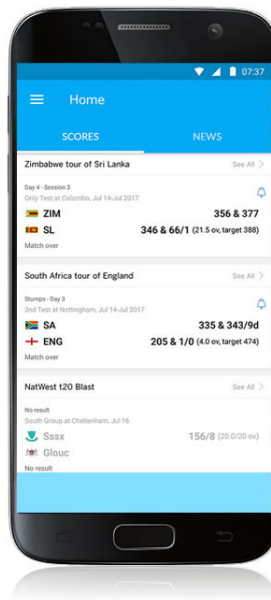 07:37
Home
SCORES NEWS
Zimbabwe tour of Sri Lanka See All >
Day 4 - Session 3
Only Test at Colombo, Jul 14-Jul 2017
ZIM 356 & 377
SL 346 & 66/1 (21.5 ov, target 388)
Match over
South Africa tour of England See All >
Stumps - Day 3
2nd Test at Nottingham, Jul 14-Jul 2017
SA 335 & 343/9d
ENG 205 & 1/0 (4.0 ov, target 474)
Match over
NatWest t20 Blast See All >
No result
South Group at Cheltenham, Jul 16
Sssx 156/8 (20.0/20 ov)
Glouc
No result